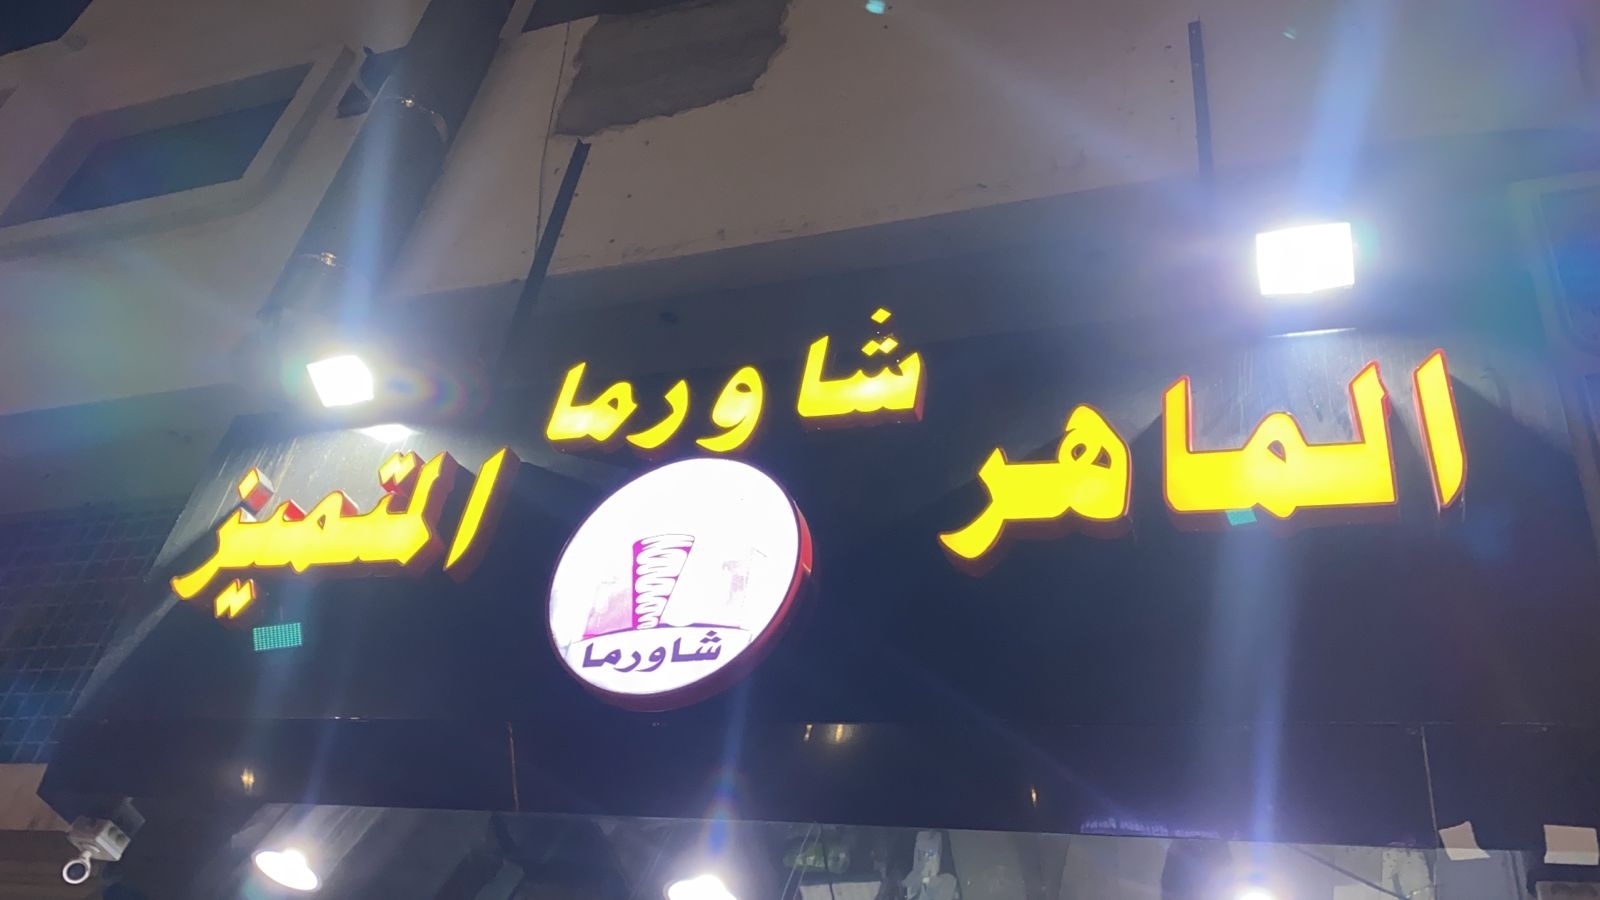 شاورما
الماهر المتميز
شاورما